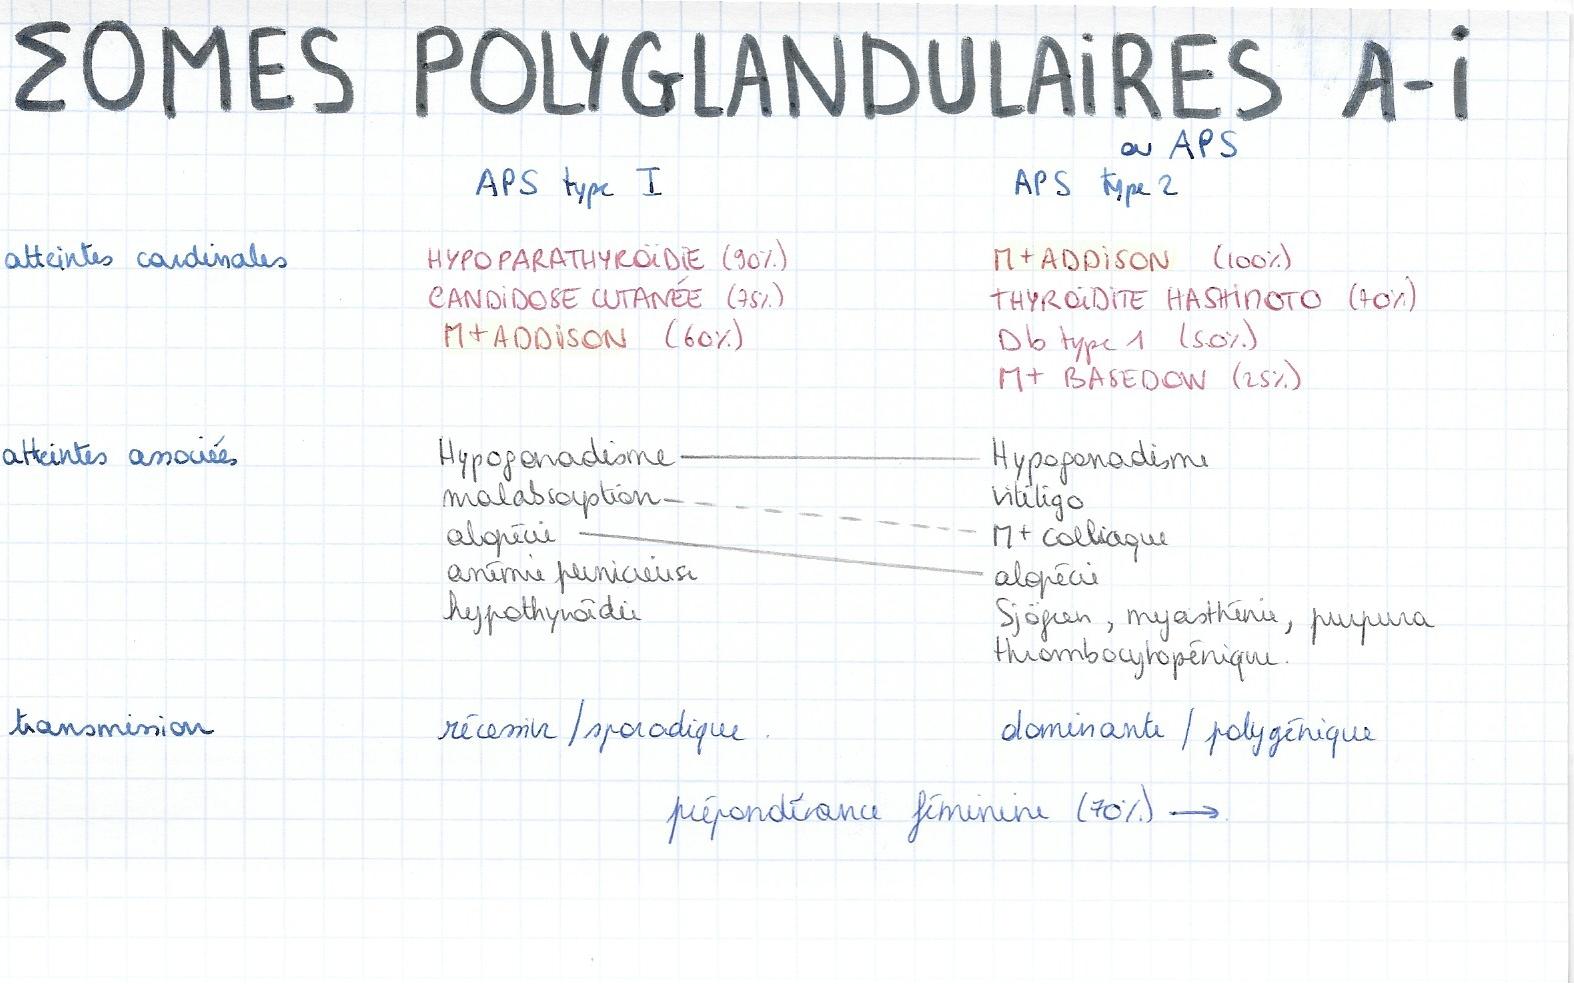 ΣOMES POLYGLANDULAIRES A-i
ou APS
APS type I APS type 2
atteintes cardinales HYPOPARATHYROÏDIE (90%) M+ ADDISON (100%)
CANDIDOSE CUTANÉE (75%) THYROÏDITE HASHIMOTO (70%)
M+ ADDISON (60%) Db type 1 (50%)
M+ BASEDOW (25%)
atteintes associées Hypogonadisme Hypogonadisme
malabsorption vitiligo
alopécie M+ cœliaque
anémie pernicieuse alopécie
hypothyroïdie Sjögren, myasthénie, purpura
thrombocytopénique.
transmission récessive / sporadique. dominante / polygénique
prépondérance féminine (70%) →